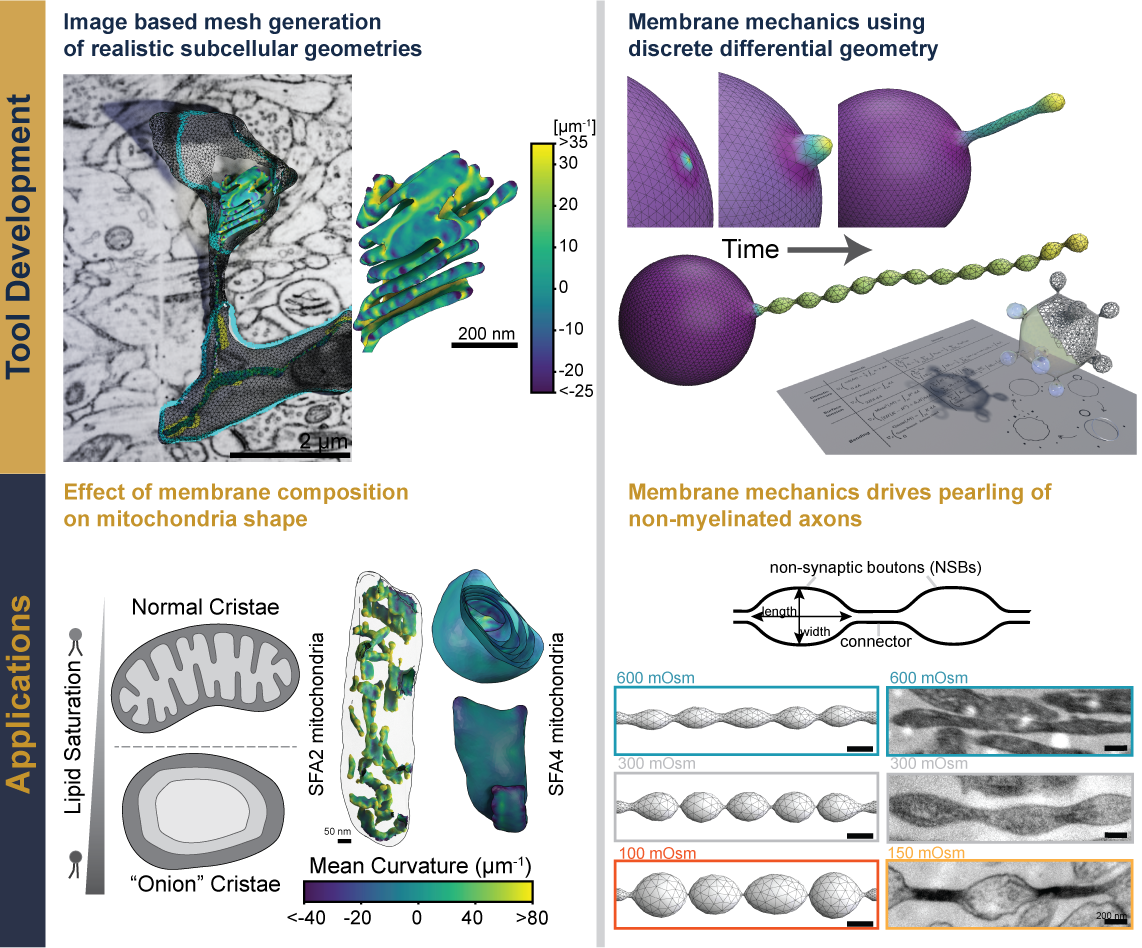 Tool Development
Image based mesh generation
of realistic subcellular geometries
2 µm
200 nm
[µm⁻¹]
>35
30
20
10
0
-10
-20
<-25
Membrane mechanics using
discrete differential geometry
Time
Applications
Effect of membrane composition
on mitochondria shape
Lipid Saturation
Normal Cristae
“Onion” Cristae
SFA2 mitochondria
50 nm
SFA4 mitochondria
Mean Curvature (µm⁻¹)
<-40
-20
0
40
>80
Membrane mechanics drives pearling of
non-myelinated axons
non-synaptic boutons (NSBs)
length
width
connector
600 mOsm
600 mOsm
300 mOsm
300 mOsm
100 mOsm
150 mOsm
200 nm